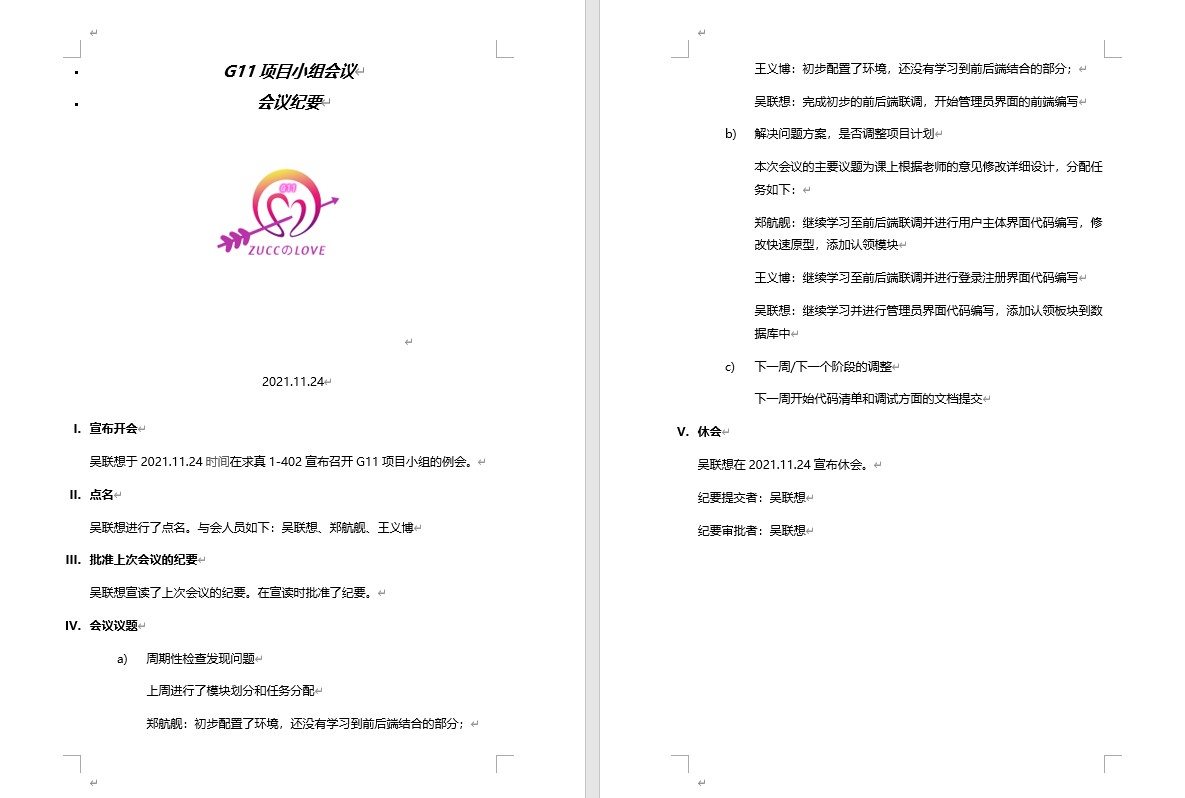 G11 项目小组会议
会议纪要
G11
ZUCCのLOVE
2021.11.24
I. 宣布开会
吴联想于 2021.11.24 时间在求真 1-402 宣布召开 G11 项目小组的例会。
II. 点名
吴联想进行了点名。与会人员如下：吴联想、郑航舰、王义博
III. 批准上次会议的纪要
吴联想宣读了上次会议的纪要。在宣读时批准了纪要。
IV. 会议议题
a) 周期性检查发现问题
上周进行了模块划分和任务分配
郑航舰：初步配置了环境，还没有学习到前后端结合的部分；
王义博：初步配置了环境，还没有学习到前后端结合的部分；
吴联想：完成初步的前后端联调，开始管理员界面的前端编写
b) 解决问题方案，是否调整项目计划
本次会议的主要议题为课上根据老师的意见修改详细设计，分配任
务如下：
郑航舰：继续学习至前后端联调并进行用户主体界面代码编写，修
改快速原型，添加认领模块
王义博：继续学习至前后端联调并进行登录注册界面代码编写
吴联想：继续学习并进行管理员界面代码编写，添加认领板块到数
据库中
c) 下一周/下一个阶段的调整
下一周开始代码清单和调试方面的文档提交
V. 休会
吴联想在 2021.11.24 宣布休会。
纪要提交者：吴联想
纪要审批者：吴联想